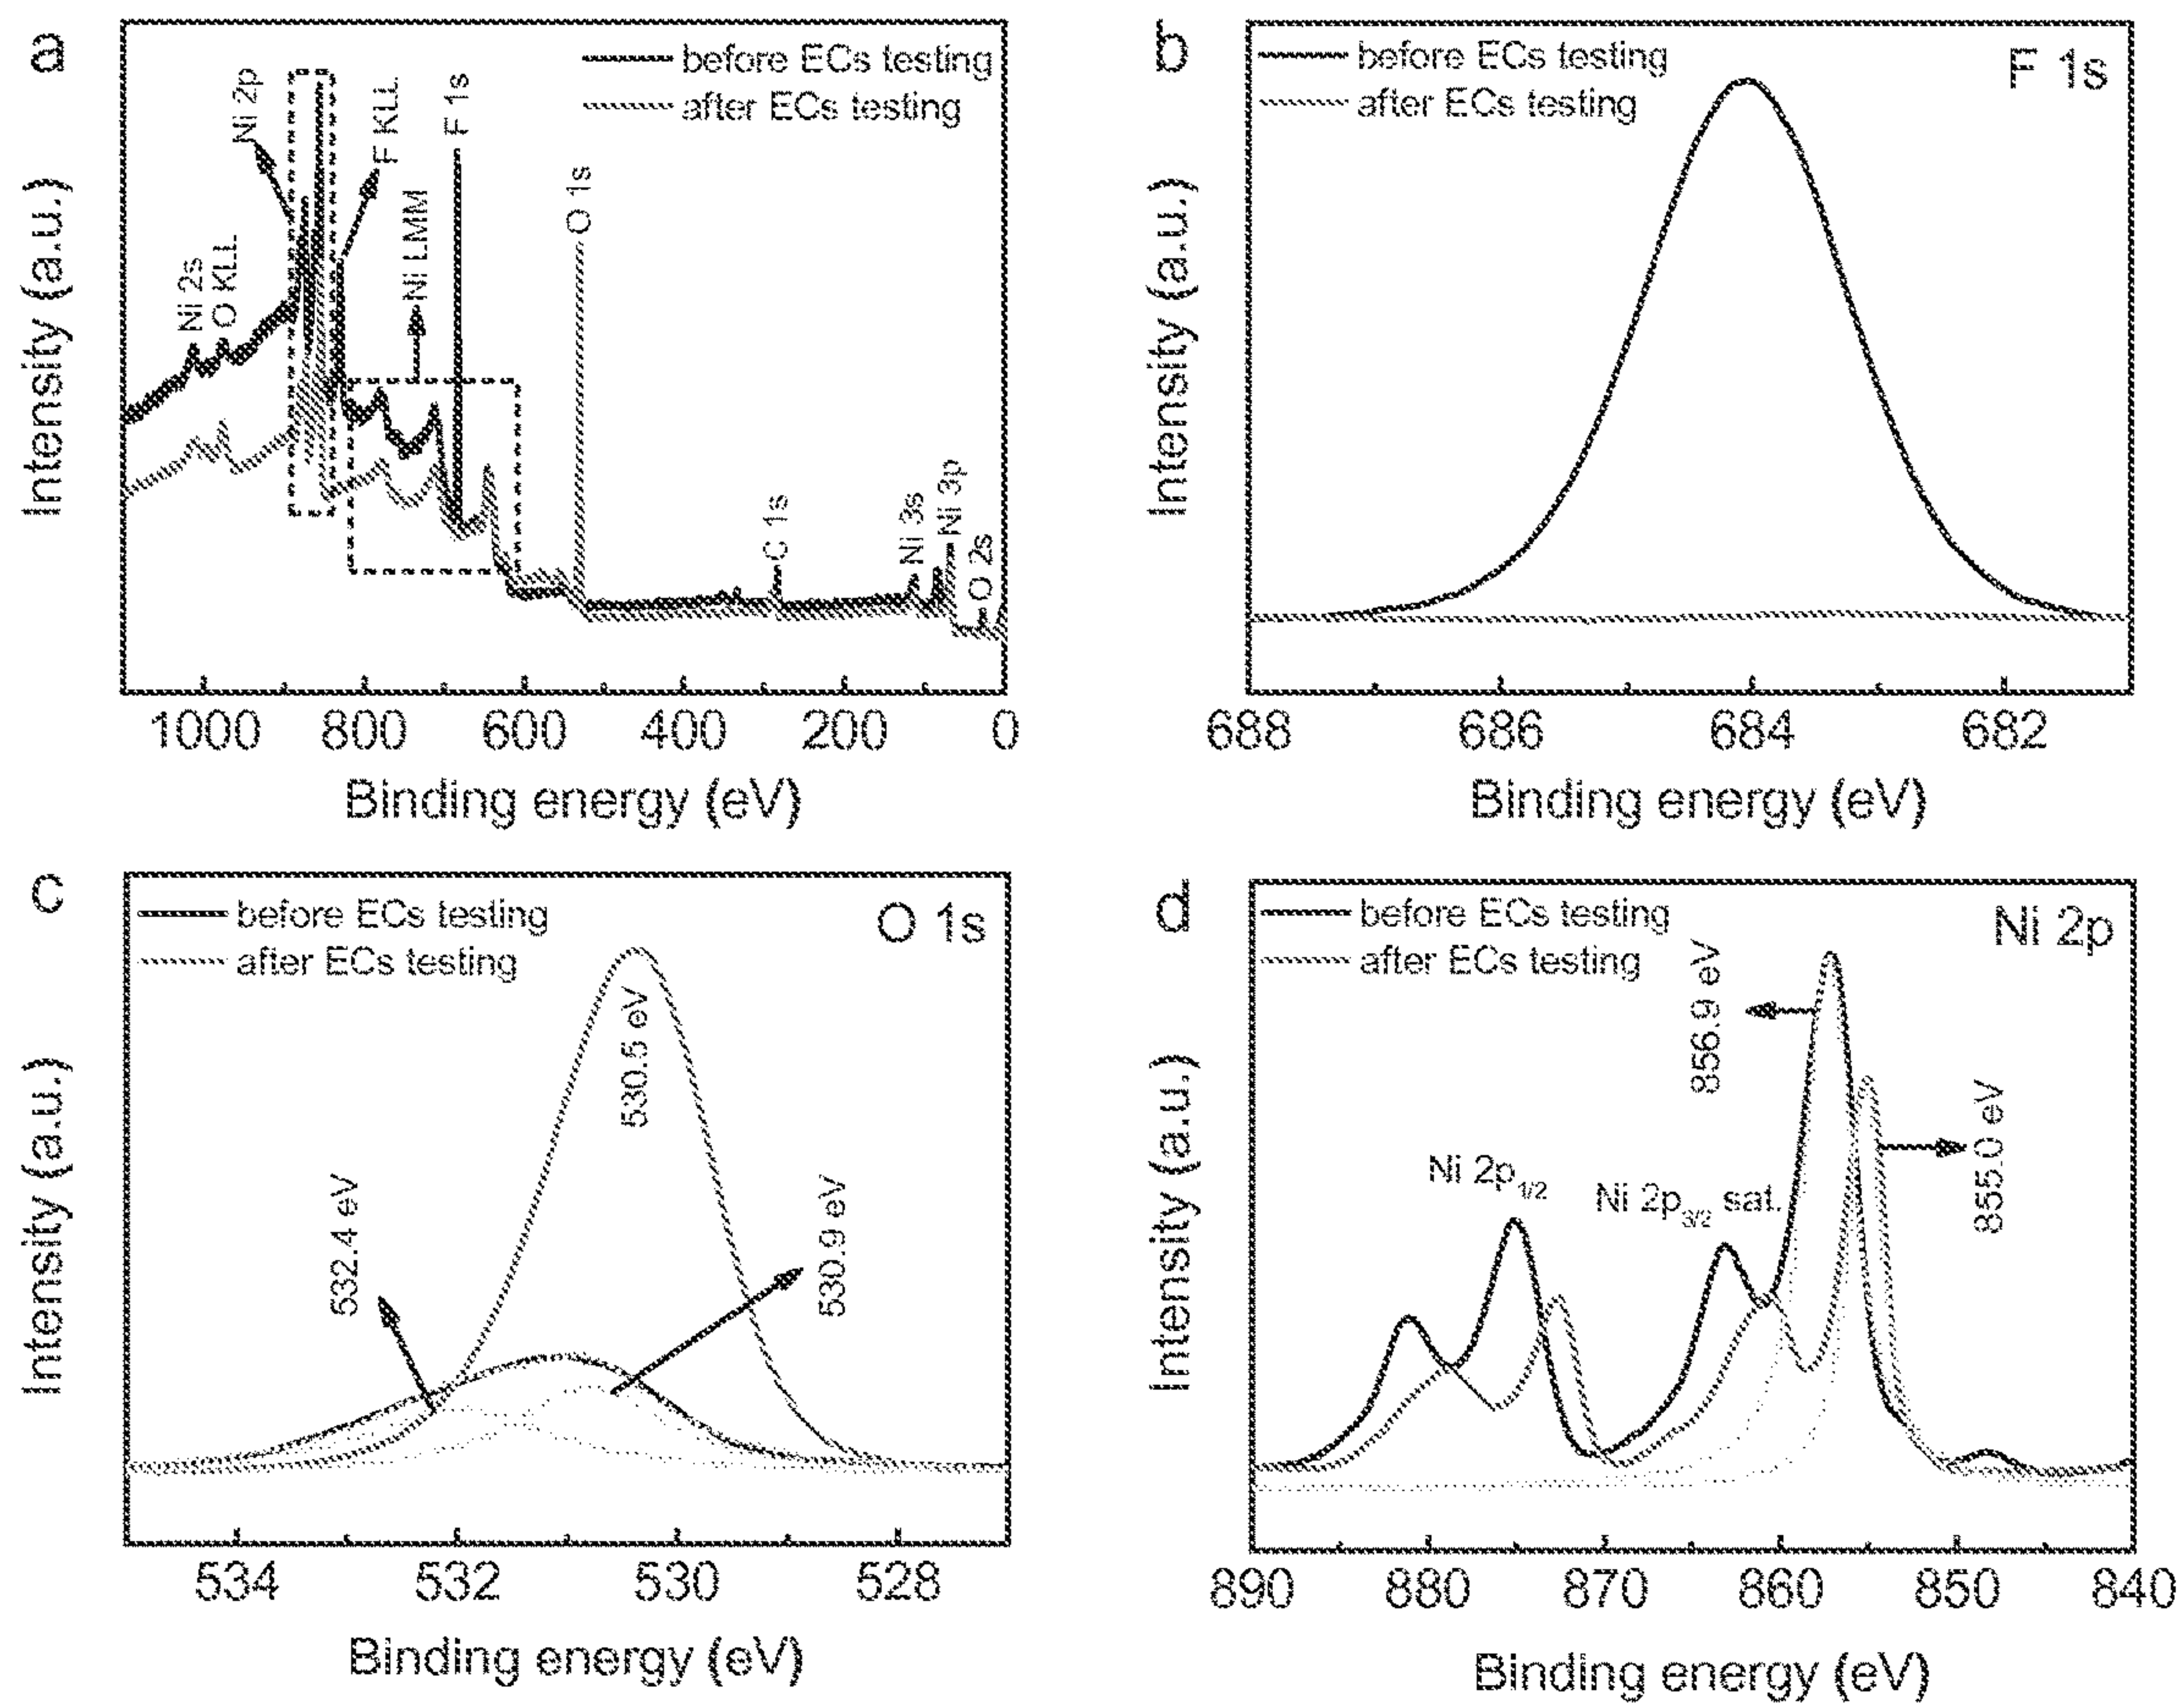 a
before ECs testing
after ECs testing
Ni 2p
F KLL
F 1s
Ni LMM
O 1s
Ni 2s
O KLL
C 1s
Ni 3s
Ni 3p
O 2s
Intensity (a.u.)
1000 800 600 400 200 0
Binding energy (eV)
b
before ECs testing
after ECs testing
F 1s
Intensity (a.u.)
688 686 684 682
Binding energy (eV)
c
before ECs testing
after ECs testing
O 1s
530.5 eV
532.4 eV
530.9 eV
Intensity (a.u.)
534 532 530 528
Binding energy (eV)
d
before ECs testing
after ECs testing
Ni 2p
856.9 eV
855.0 eV
Ni 2p1/2
Ni 2p3/2 sat.
Intensity (a.u.)
890 880 870 860 850 840
Binding energy (eV)